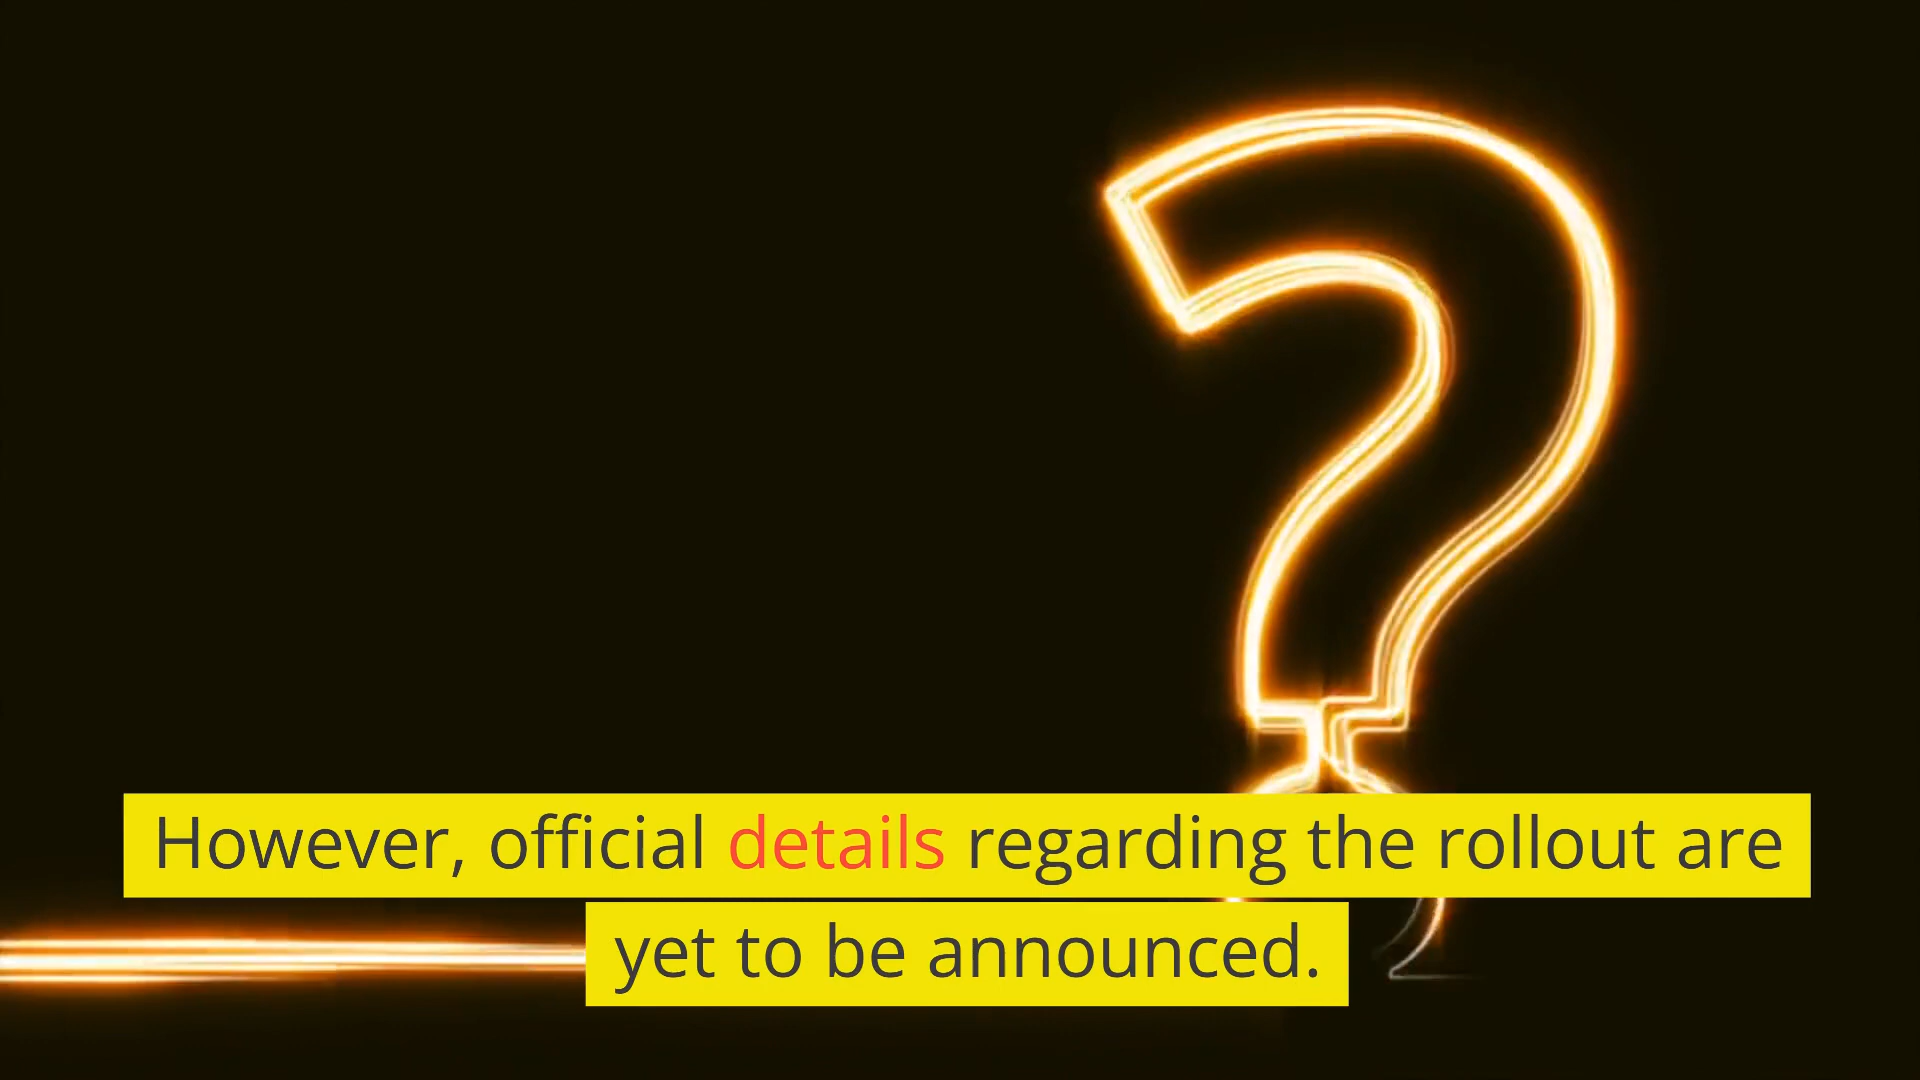 However, official details regarding the rollout are
yet to be announced.